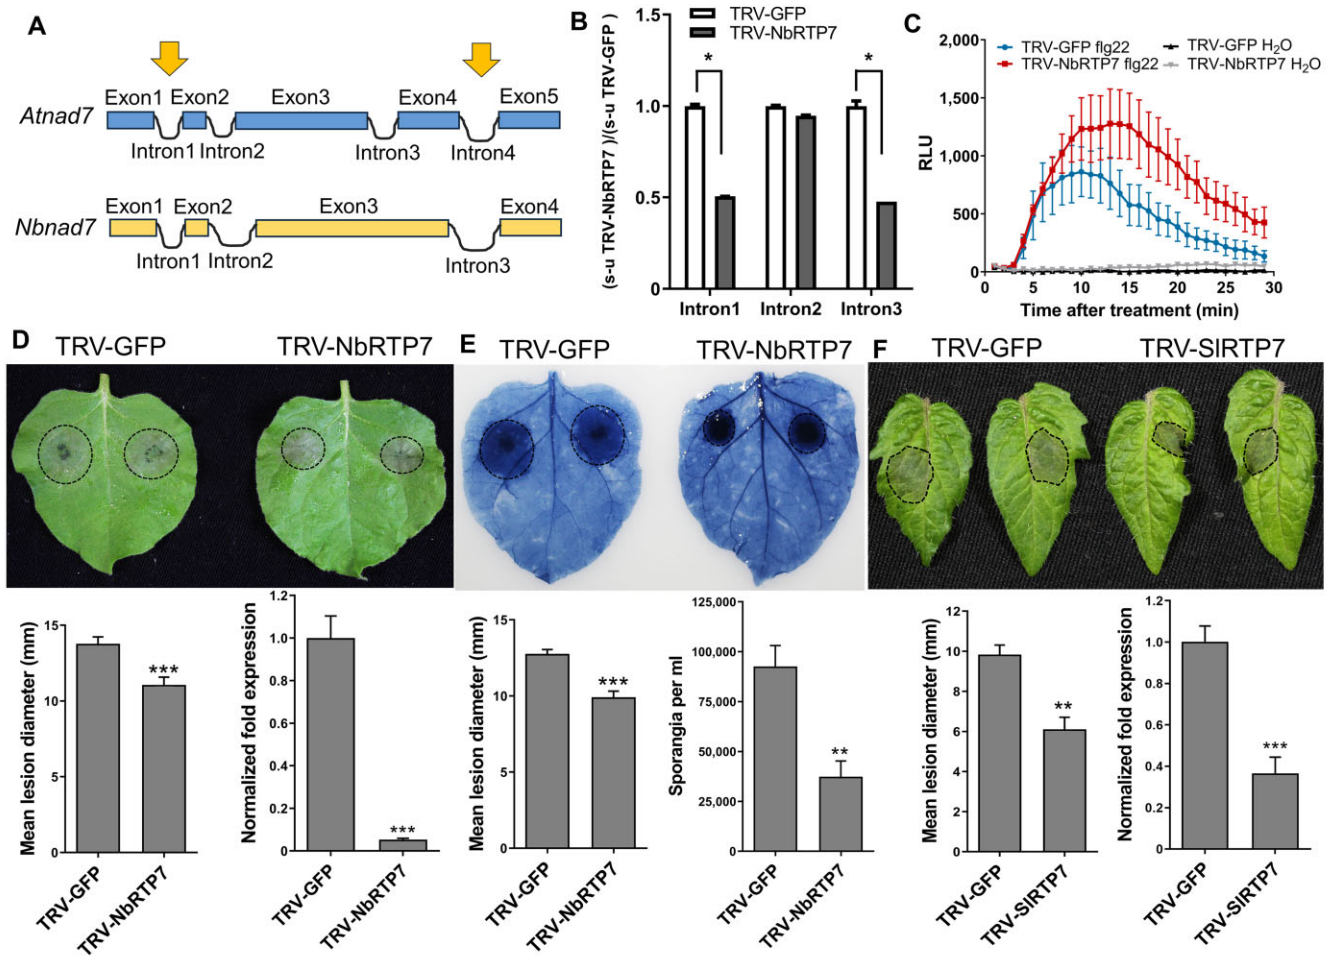 A
Exon1 Exon2 Exon3 Exon4 Exon5
Atnad7
Intron1 Intron2 Intron3 Intron4
Exon1 Exon2 Exon3 Exon4
Nbnad7
Intron1 Intron2 Intron3
B
TRV-GFP
TRV-NbRTP7
(s-u TRV-NbRTP7 )/(s-u TRV-GFP )
1.5
1.0
0.5
0
* *
Intron1 Intron2 Intron3
C
TRV-GFP flg22 TRV-GFP H₂O
TRV-NbRTP7 flg22 TRV-NbRTP7 H₂O
RLU
2,000
1,500
1,000
500
0
0 5 10 15 20 25 30
Time after treatment (min)
D
TRV-GFP TRV-NbRTP7
Mean lesion diameter (mm)
15
10
5
0
***
TRV-GFP
TRV-NbRTP7
Normalized fold expression
1.2
1.0
0.8
0.6
0.4
0.2
0
***
TRV-GFP
TRV-NbRTP7
E
TRV-GFP TRV-NbRTP7
Mean lesion diameter (mm)
15
10
5
0
***
TRV-GFP
TRV-NbRTP7
Sporangia per ml
125,000
100,000
75,000
50,000
25,000
0
**
TRV-GFP
TRV-NbRTP7
F
TRV-GFP TRV-SlRTP7
Mean lesion diameter (mm)
12
10
8
6
4
2
0
**
TRV-GFP
TRV-SlRTP7
Normalized fold expression
1.2
1.0
0.8
0.6
0.4
0.2
0
***
TRV-GFP
TRV-SlRTP7